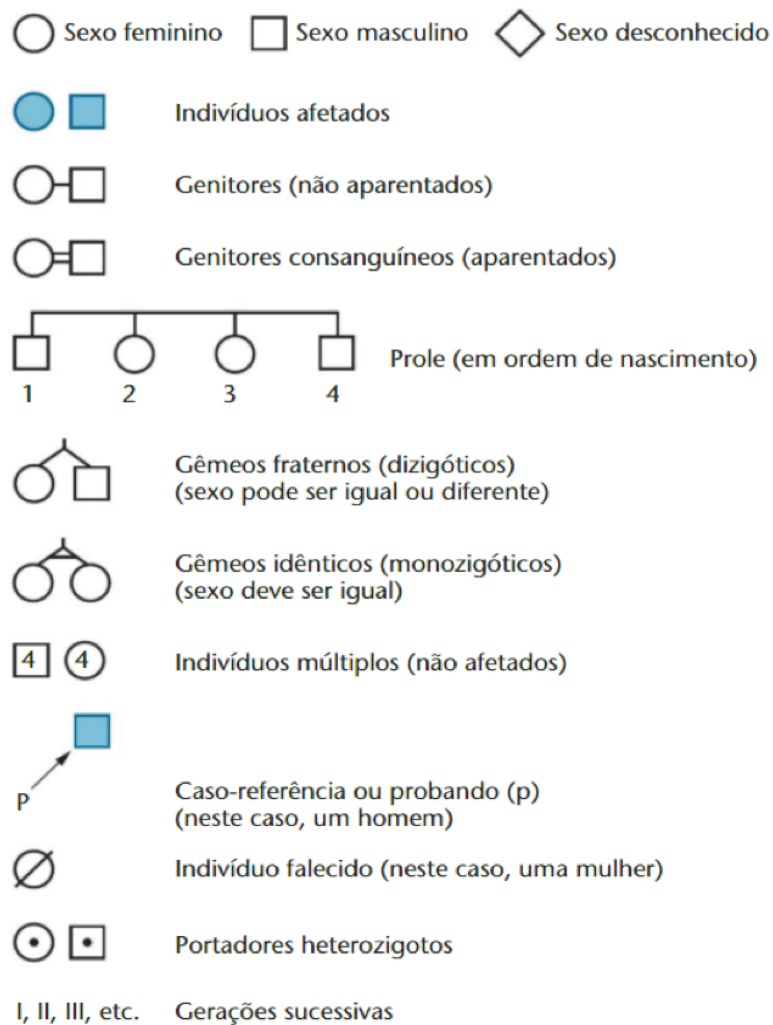 Sexo feminino Sexo masculino Sexo desconhecido
Indivíduos afetados
Genitores (não aparentados)
Genitores consanguíneos (aparentados)
Prole (em ordem de nascimento)
1 2 3 4
Gêmeos fraternos (dizigóticos)
(sexo pode ser igual ou diferente)
Gêmeos idênticos (monozigóticos)
(sexo deve ser igual)
4 4 Indivíduos múltiplos (não afetados)
P Caso-referência ou probando (p)
(neste caso, um homem)
Indivíduo falecido (neste caso, uma mulher)
Portadores heterozigotos
I, II, III, etc. Gerações sucessivas